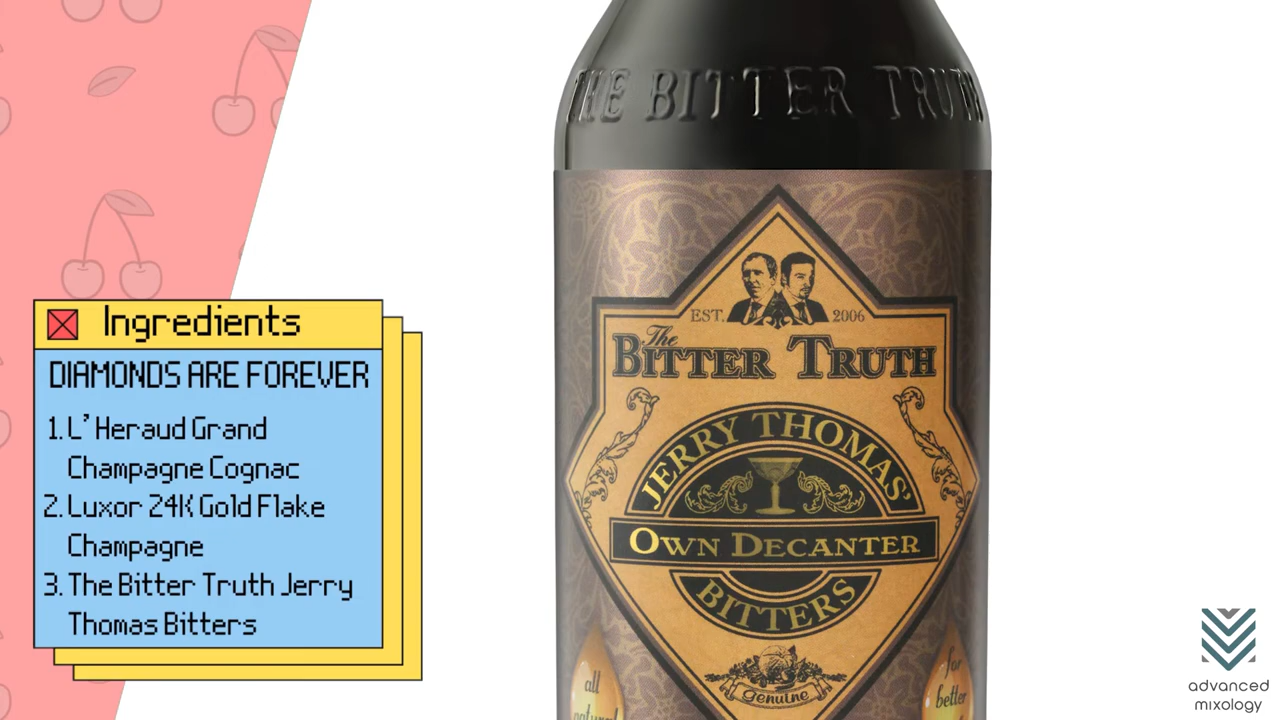 Ingredients
DIAMONDS ARE FOREVER
1. L' Heraud Grand
Champagne Cognac
2. Luxor 24K Gold Flake
Champagne
3. The Bitter Truth Jerry
Thomas Bitters
THE BITTER TRUTH
EST. 2006
The
BITTER TRUTH
JERRY THOMAS'
OWN DECANTER
BITTERS
Genuine
all
natural
for
better
advanced
mixology